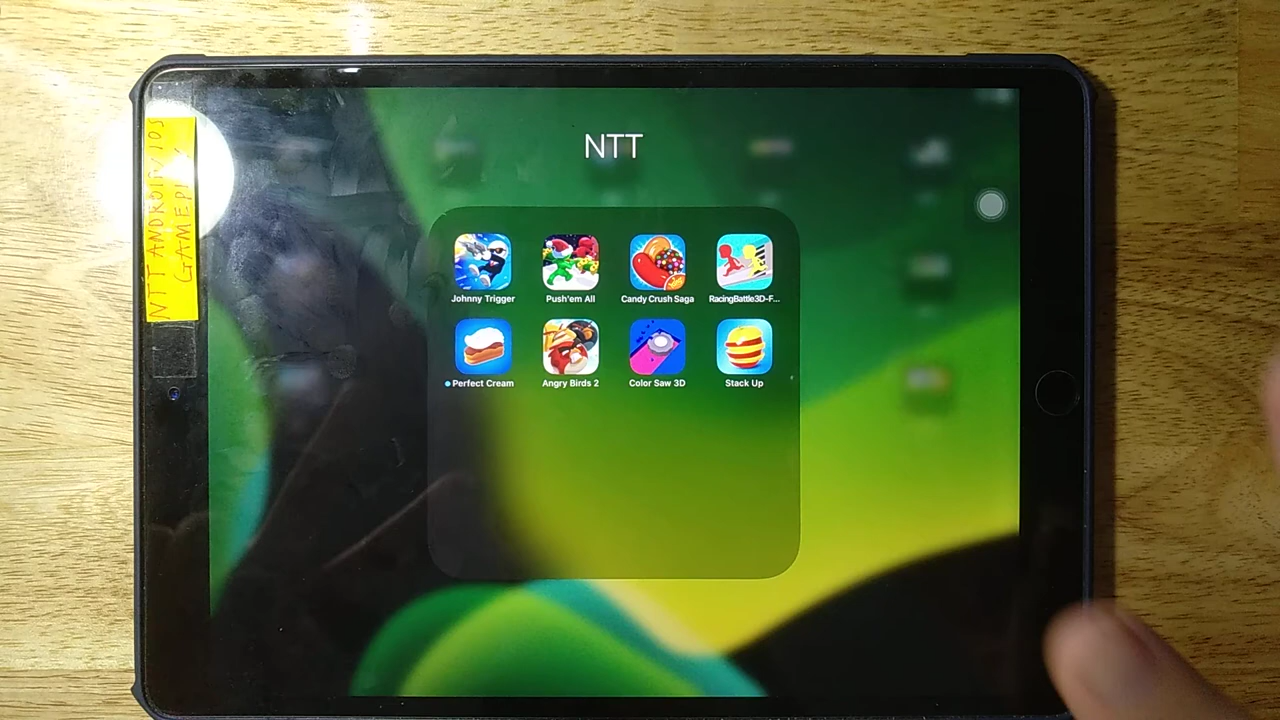 NTT ANDROID/IOS
GAMEPLAY
NTT
Johnny Trigger
Push'em All
Candy Crush Saga
RacingBattle3D-F...
Perfect Cream
Angry Birds 2
Color Saw 3D
Stack Up